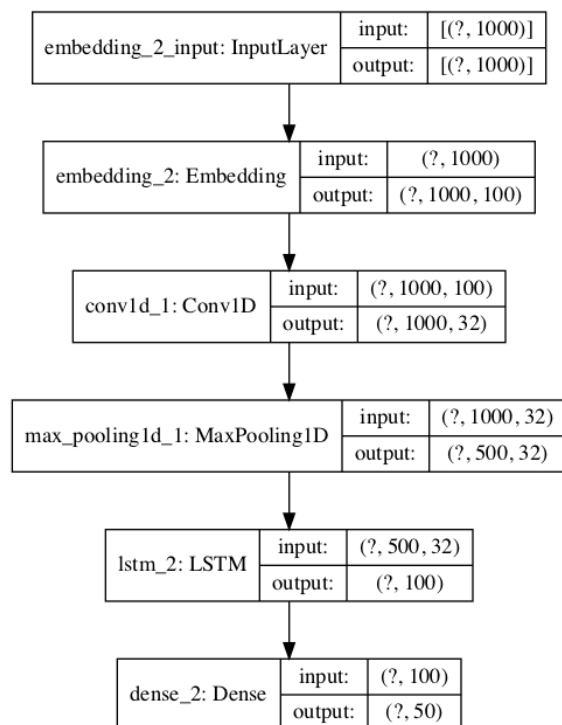 embedding_2_input: InputLayer
input: [(?, 1000)]
output: [(?, 1000)]
embedding_2: Embedding
input: (?, 1000)
output: (?, 1000, 100)
conv1d_1: Conv1D
input: (?, 1000, 100)
output: (?, 1000, 32)
max_pooling1d_1: MaxPooling1D
input: (?, 1000, 32)
output: (?, 500, 32)
lstm_2: LSTM
input: (?, 500, 32)
output: (?, 100)
dense_2: Dense
input: (?, 100)
output: (?, 50)